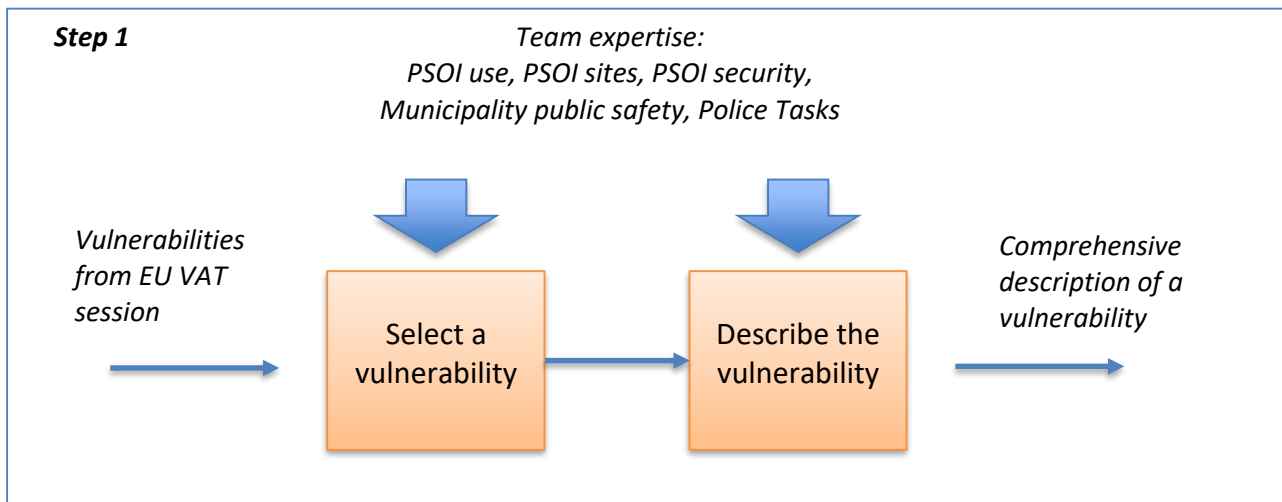 Step 1
Team expertise:
PSOI use, PSOI sites, PSOI security,
Municipality public safety, Police Tasks
Vulnerabilities
from EU VAT
session
Select a
vulnerability
Describe the
vulnerability
Comprehensive
description of a
vulnerability